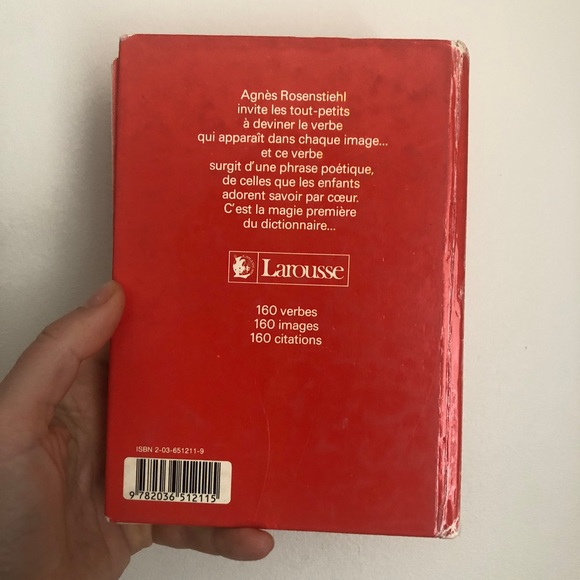 Agnès Rosenstiehl
invite les tout-petits
à deviner le verbe
qui apparaît dans chaque image...
et ce verbe
surgit d'une phrase poétique,
de celles que les enfants
adorent savoir par cœur.
C'est la magie première
du dictionnaire...
Larousse
160 verbes
160 images
160 citations
ISBN 2-03-651211-9
9 782036 512115